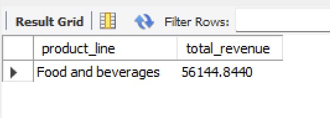 Result Grid Filter Rows:
product_line total_revenue
Food and beverages 56144.8440